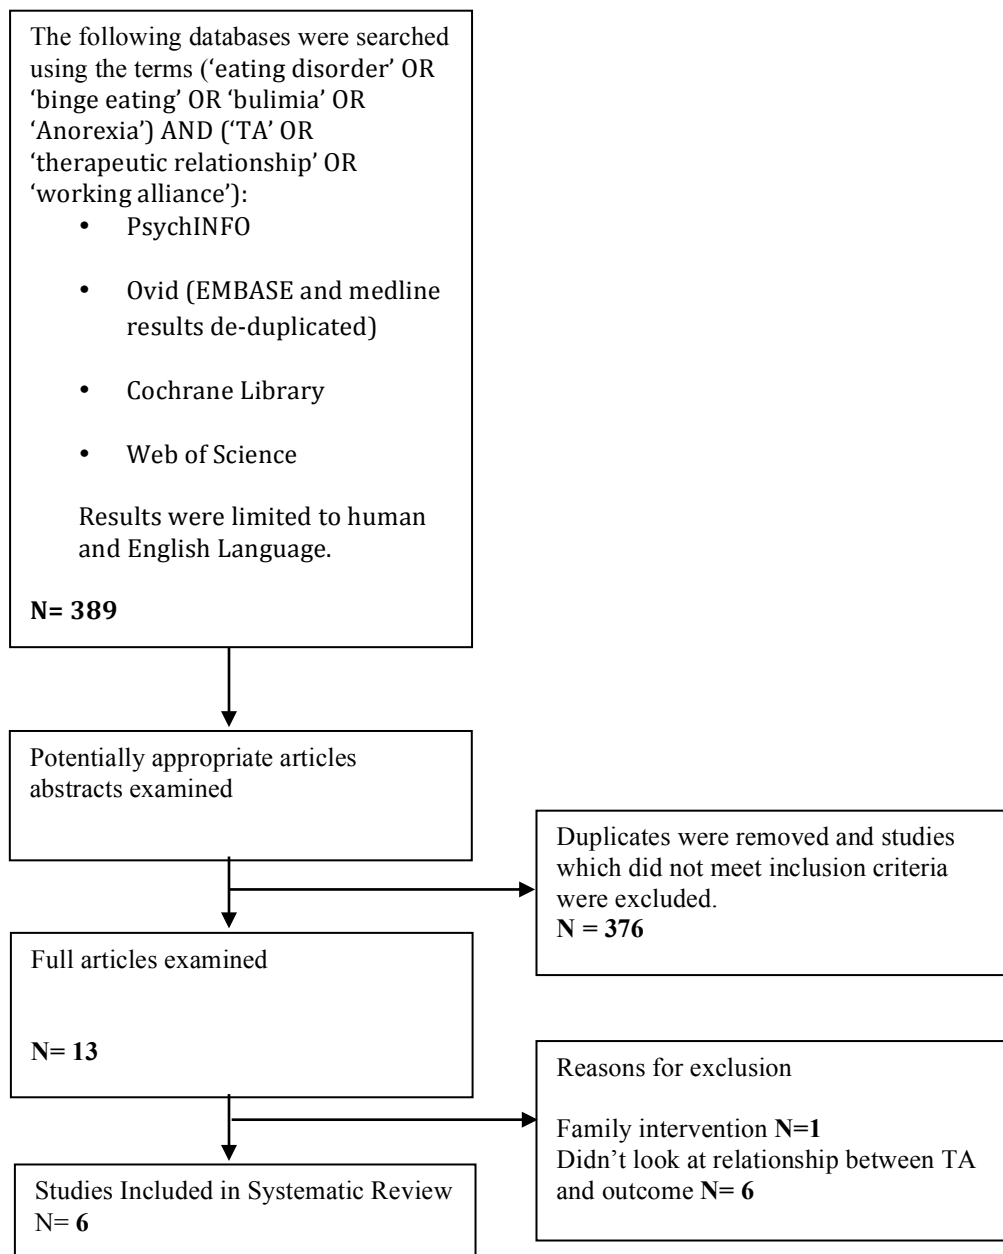 The following databases were searched
using the terms (‘eating disorder’ OR
‘binge eating’ OR ‘bulimia’ OR
‘Anorexia’) AND (‘TA’ OR
‘therapeutic relationship’ OR
‘working alliance’):
• PsychINFO
• Ovid (EMBASE and medline
results de-duplicated)
• Cochrane Library
• Web of Science
Results were limited to human
and English Language.
N= 389
Potentially appropriate articles
abstracts examined
Duplicates were removed and studies
which did not meet inclusion criteria
were excluded.
N = 376
Full articles examined
N= 13
Reasons for exclusion
Family intervention N=1
Didn’t look at relationship between TA
and outcome N= 6
Studies Included in Systematic Review
N= 6